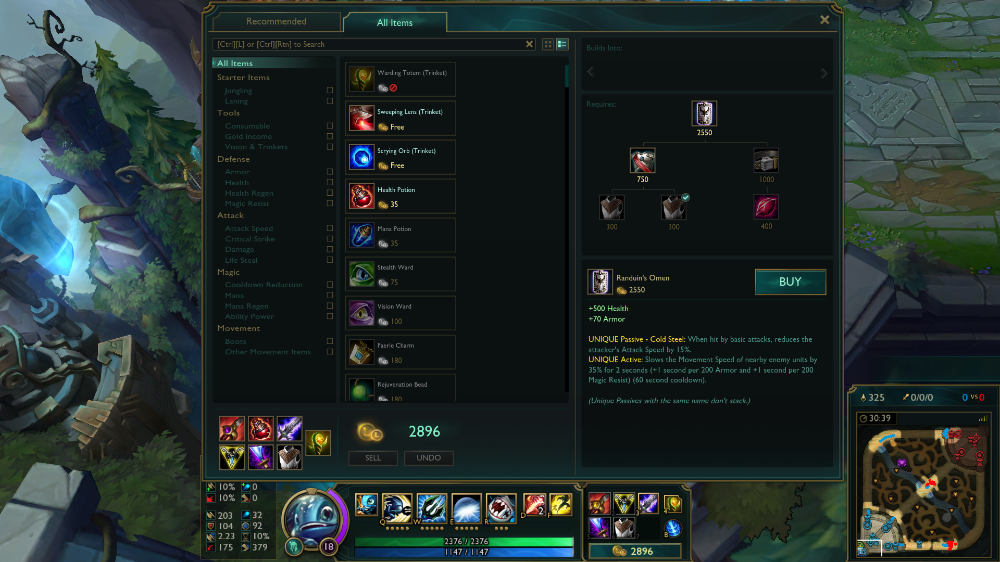 Recommended
All Items
[Ctrl][L] or [Ctrl][Rtn] to Search
All Items
Starter Items
Jungling
Laning
Tools
Consumable
Gold Income
Vision & Trinkets
Defense
Armor
Health
Health Regen
Magic Resist
Attack
Attack Speed
Critical Strike
Damage
Life Steal
Magic
Cooldown Reduction
Mana
Mana Regen
Ability Power
Movement
Boots
Other Movement Items
Warding Totem (Trinket)
Sweeping Lens (Trinket)
Free
Scrying Orb (Trinket)
Free
Health Potion
35
Mana Potion
35
Stealth Ward
75
Vision Ward
100
Faerie Charm
180
Rejuvenation Bead
180
Builds Into:
Requires:
2550
750
1000
300
300
400
Randuin's Omen
2550
BUY
+500 Health
+70 Armor
UNIQUE Passive - Cold Steel: When hit by basic attacks, reduces the
attacker's Attack Speed by 15%.
UNIQUE Active: Slows the Movement Speed of nearby enemy units by
35% for 2 seconds (+1 second per 200 Armor and +1 second per 200
Magic Resist) (60 second cooldown).
(Unique Passives with the same name don't stack.)
2896
SELL
UNDO
10% 0
10% 0
203 32
104 92
2.23 10%
175 379
18
Q
W
E
R
D
2
F
2376 / 2376
1147 / 1147
2
3
4
5
7
B
2896
325
0/0/0
0 VS 0
30:39